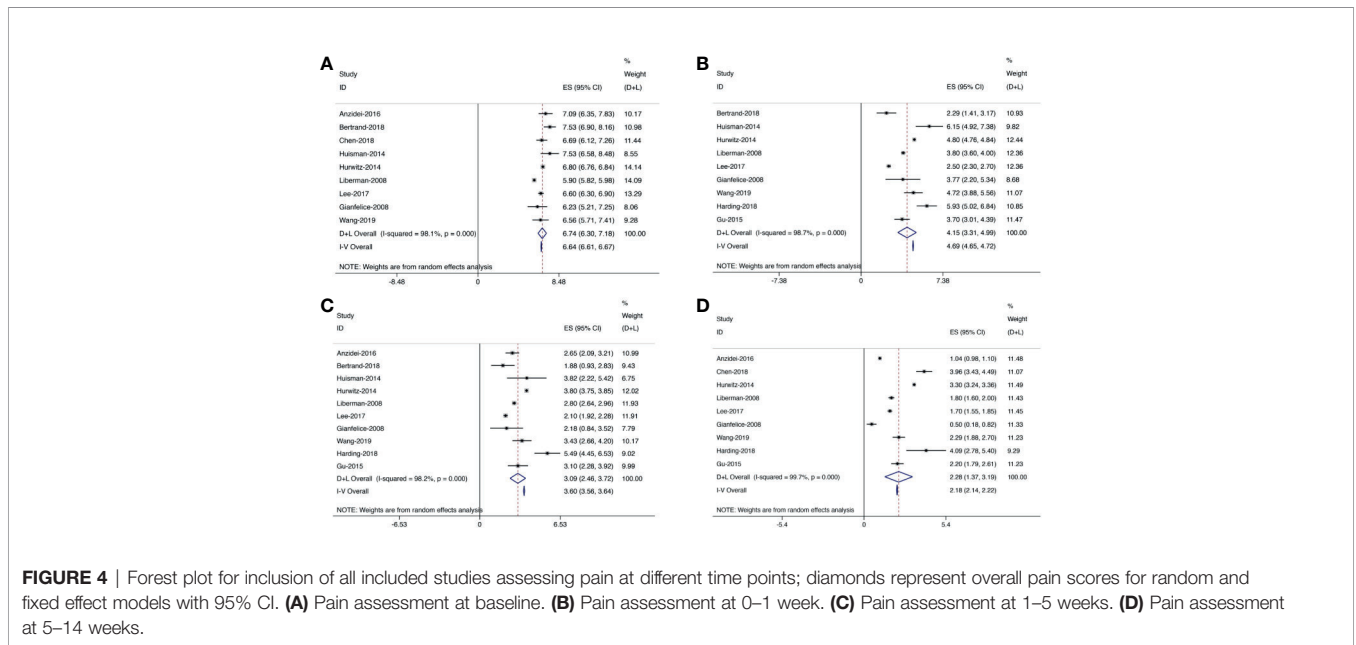 A
%
Study Weight
ID ES (95% CI) (D+L)
Anzidei-2016 7.09 (6.35, 7.83) 10.17
Bertrand-2018 7.53 (6.90, 8.16) 10.98
Chen-2018 6.69 (6.12, 7.26) 11.44
Huisman-2014 7.53 (6.58, 8.48) 8.55
Hurwitz-2014 6.80 (6.76, 6.84) 14.14
Liberman-2008 5.90 (5.82, 5.98) 14.09
Lee-2017 6.60 (6.30, 6.90) 13.29
Gianfelice-2008 6.23 (5.21, 7.25) 8.06
Wang-2019 6.56 (5.71, 7.41) 9.28
D+L Overall (I-squared = 98.1%, p = 0.000) 6.74 (6.30, 7.18) 100.00
I-V Overall 6.64 (6.61, 6.67)
NOTE: Weights are from random effects analysis
-8.48 0 8.48
B
%
Study Weight
ID ES (95% CI) (D+L)
Bertrand-2018 2.29 (1.41, 3.17) 10.93
Huisman-2014 6.15 (4.92, 7.38) 9.82
Hurwitz-2014 4.80 (4.76, 4.84) 12.44
Liberman-2008 3.80 (3.60, 4.00) 12.36
Lee-2017 2.50 (2.30, 2.70) 12.36
Gianfelice-2008 3.77 (2.20, 5.34) 8.68
Wang-2019 4.72 (3.88, 5.56) 11.07
Harding-2018 5.93 (5.02, 6.84) 10.85
Gu-2015 3.70 (3.01, 4.39) 11.47
D+L Overall (I-squared = 98.7%, p = 0.000) 4.15 (3.31, 4.99) 100.00
I-V Overall 4.69 (4.65, 4.72)
NOTE: Weights are from random effects analysis
-7.38 0 7.38
C
%
Study Weight
ID ES (95% CI) (D+L)
Anzidei-2016 2.65 (2.09, 3.21) 10.99
Bertrand-2018 1.88 (0.93, 2.83) 9.43
Huisman-2014 3.82 (2.22, 5.42) 6.75
Hurwitz-2014 3.80 (3.75, 3.85) 12.02
Liberman-2008 2.80 (2.64, 2.96) 11.93
Lee-2017 2.10 (1.92, 2.28) 11.91
Gianfelice-2008 2.18 (0.84, 3.52) 7.79
Wang-2019 3.43 (2.66, 4.20) 10.17
Harding-2018 5.49 (4.45, 6.53) 9.02
Gu-2015 3.10 (2.28, 3.92) 9.99
D+L Overall (I-squared = 98.2%, p = 0.000) 3.09 (2.46, 3.72) 100.00
I-V Overall 3.60 (3.56, 3.64)
NOTE: Weights are from random effects analysis
-6.53 0 6.53
D
%
Study Weight
ID ES (95% CI) (D+L)
Anzidei-2016 1.04 (0.98, 1.10) 11.48
Chen-2018 3.96 (3.43, 4.49) 11.07
Hurwitz-2014 3.30 (3.24, 3.36) 11.49
Liberman-2008 1.80 (1.60, 2.00) 11.43
Lee-2017 1.70 (1.55, 1.85) 11.45
Gianfelice-2008 0.50 (0.18, 0.82) 11.33
Wang-2019 2.29 (1.88, 2.70) 11.23
Harding-2018 4.09 (2.78, 5.40) 9.29
Gu-2015 2.20 (1.79, 2.61) 11.23
D+L Overall (I-squared = 99.7%, p = 0.000) 2.28 (1.37, 3.19) 100.00
I-V Overall 2.18 (2.14, 2.22)
NOTE: Weights are from random effects analysis
-5.4 0 5.4
FIGURE 4 | Forest plot for inclusion of all included studies assessing pain at different time points; diamonds represent overall pain scores for random and
fixed effect models with 95% CI. (A) Pain assessment at baseline. (B) Pain assessment at 0–1 week. (C) Pain assessment at 1–5 weeks. (D) Pain assessment
at 5–14 weeks.